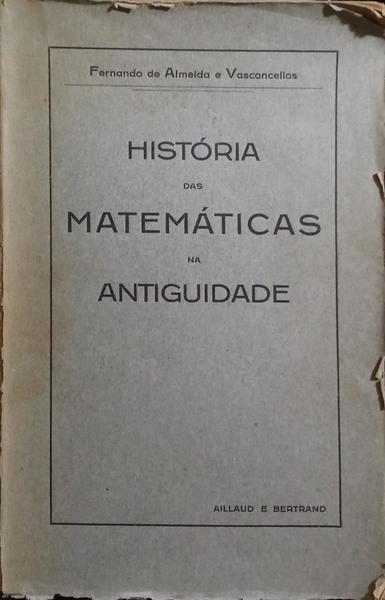 Fernando de Almeida e Vasconcellos
HISTÓRIA
DAS
MATEMÁTICAS
NA
ANTIGUIDADE
AILLAUD E BERTRAND